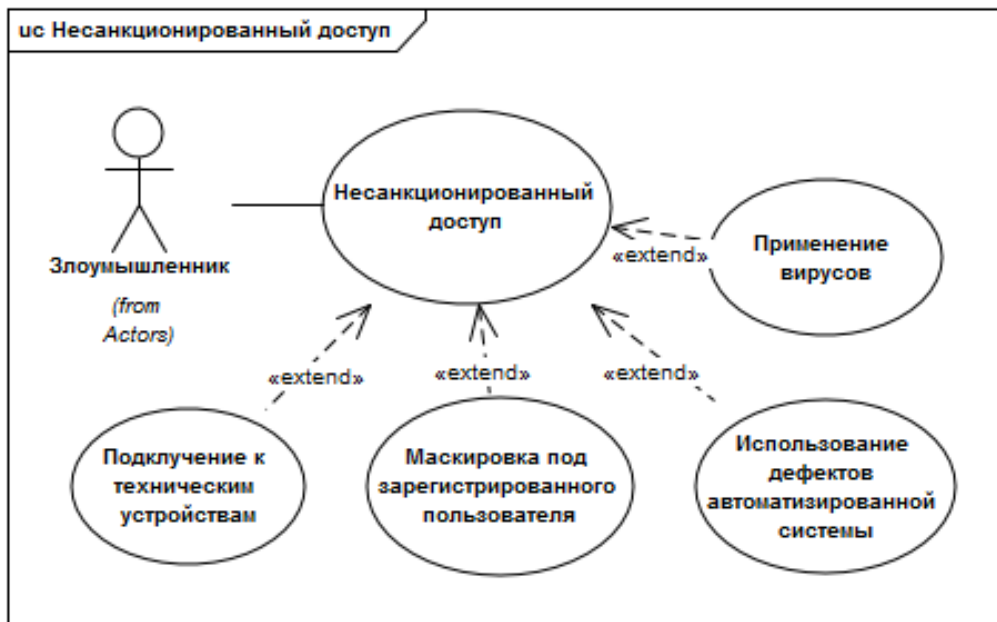 uc Несанкционированный доступ
Несанкционированный
доступ
Злоумышленник
(from
Actors)
Применение
вирусов
«extend»
«extend»
«extend»
«extend»
Подклучение к
техническим
устройствам
Маскировка под
зарегистрированного
пользователя
Использование
дефектов
автоматизированной
системы